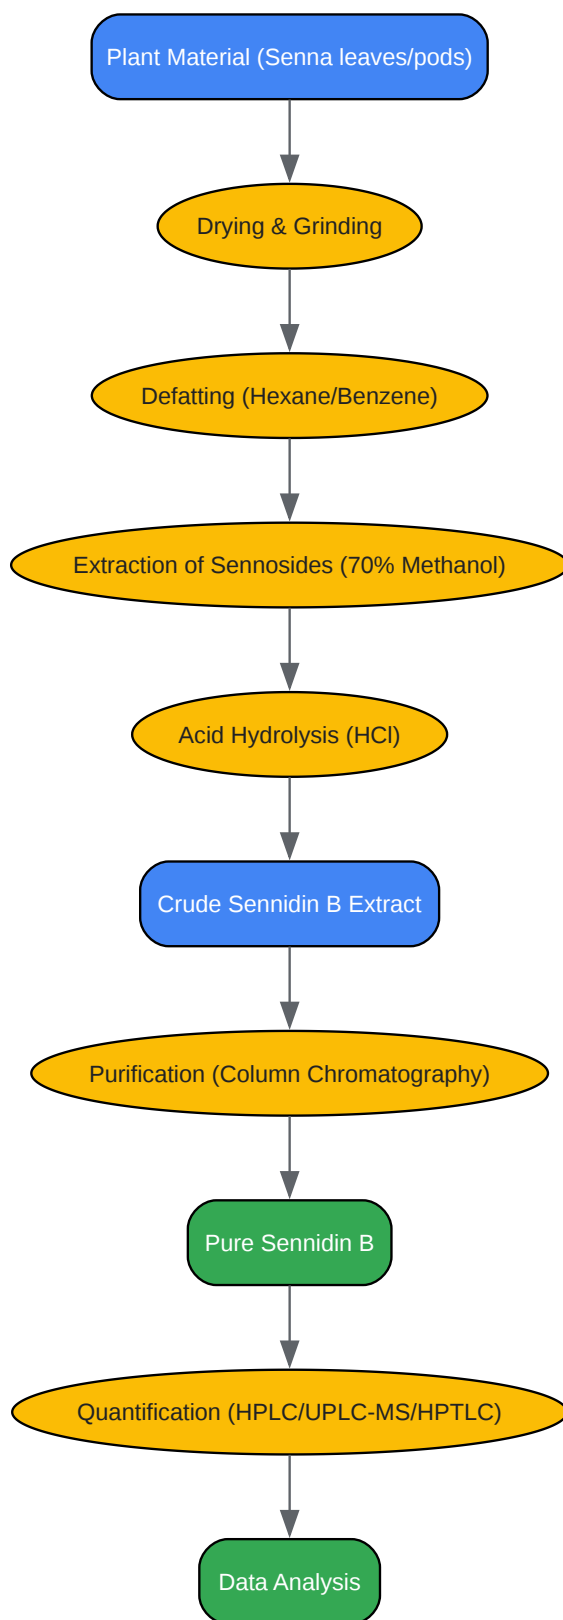 Plant Material (Senna leaves/pods)
Drying & Grinding
Defatting (Hexane/Benzene)
Extraction of Sennosides (70% Methanol)
Acid Hydrolysis (HCl)
Crude Sennidin B Extract
Purification (Column Chromatography)
Pure Sennidin B
Quantification (HPLC/UPLC-MS/HPTLC)
Data Analysis